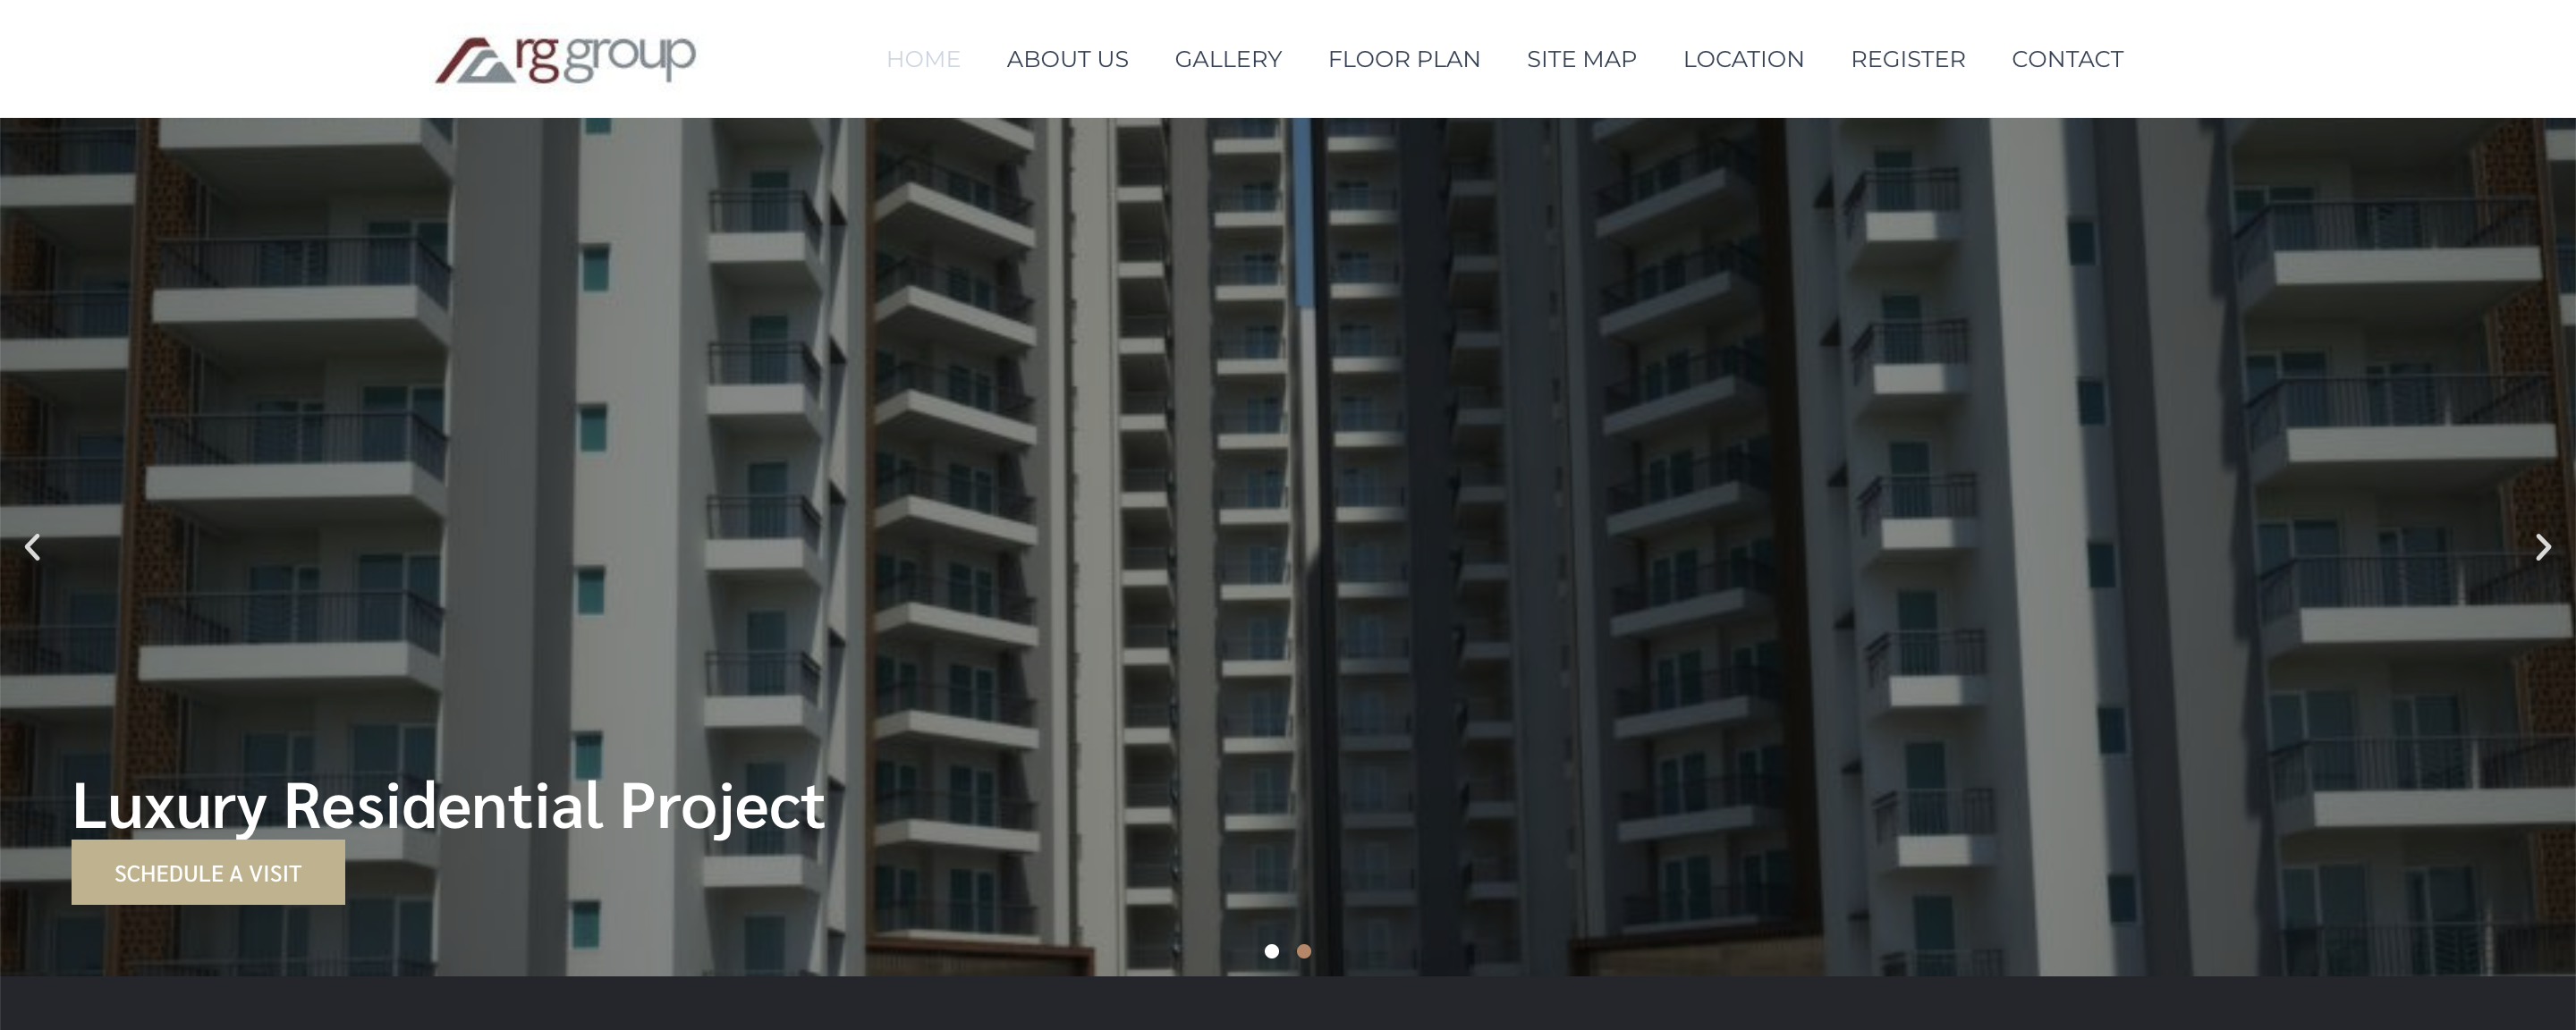 rg group
HOME ABOUT US GALLERY FLOOR PLAN SITE MAP LOCATION REGISTER CONTACT
Luxury Residential Project
SCHEDULE A VISIT